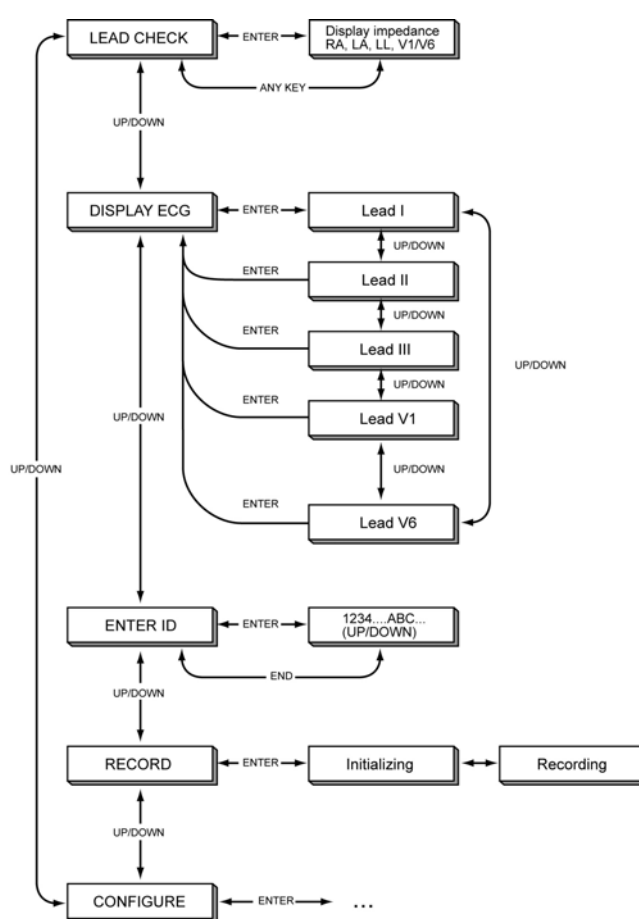 LEAD CHECK
ENTER
Display impedance
RA, LA, LL, V1/V6
ANY KEY
UP/DOWN
DISPLAY ECG
ENTER
Lead I
UP/DOWN
ENTER
Lead II
UP/DOWN
ENTER
Lead III
UP/DOWN
UP/DOWN
ENTER
Lead V1
UP/DOWN
UP/DOWN
UP/DOWN
ENTER
Lead V6
ENTER ID
ENTER
1234....ABC...
(UP/DOWN)
END
UP/DOWN
RECORD
ENTER
Initializing
Recording
UP/DOWN
CONFIGURE
ENTER
...